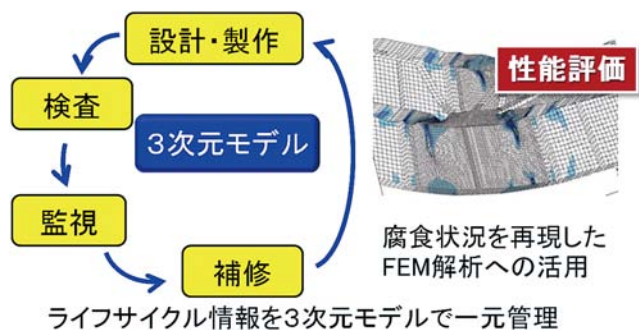 設計・製作
検査
3次元モデル
監視
補修
性能評価
腐食状況を再現した
FEM解析への活用
ライフサイクル情報を3次元モデルで一元管理